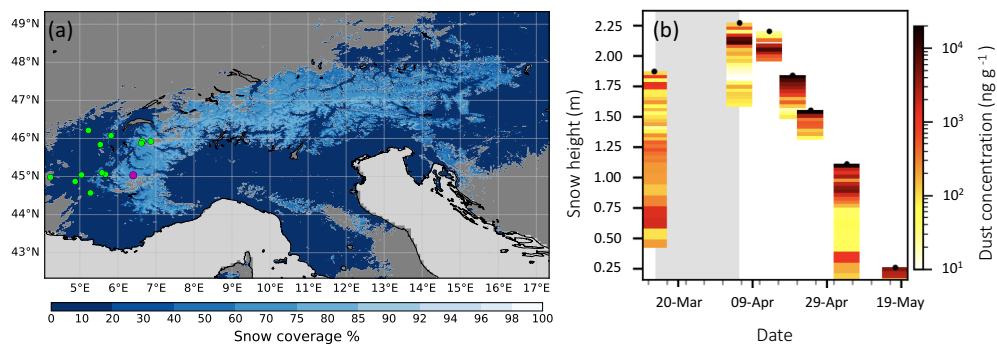 (a)
49°N
48°N
47°N
46°N
45°N
44°N
43°N
5°E 6°E 7°E 8°E 9°E 10°E 11°E 12°E 13°E 14°E 15°E 16°E 17°E
0 10 20 30 40 60 70 75 80 85 90 92 94 96 98 100
Snow coverage %
(b)
Snow height (m)
2.25
2.00
1.75
1.50
1.25
1.00
0.75
0.50
0.25
20-Mar 09-Apr 29-Apr 19-May
Date
10⁴
10³
10²
10¹
Dust concentration (ng g⁻¹)